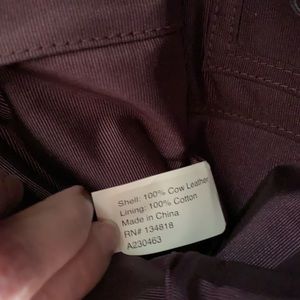 Shell: 100% Cow Leather
Lining: 100% Cotton
Made in China
RN# 134818
A230463